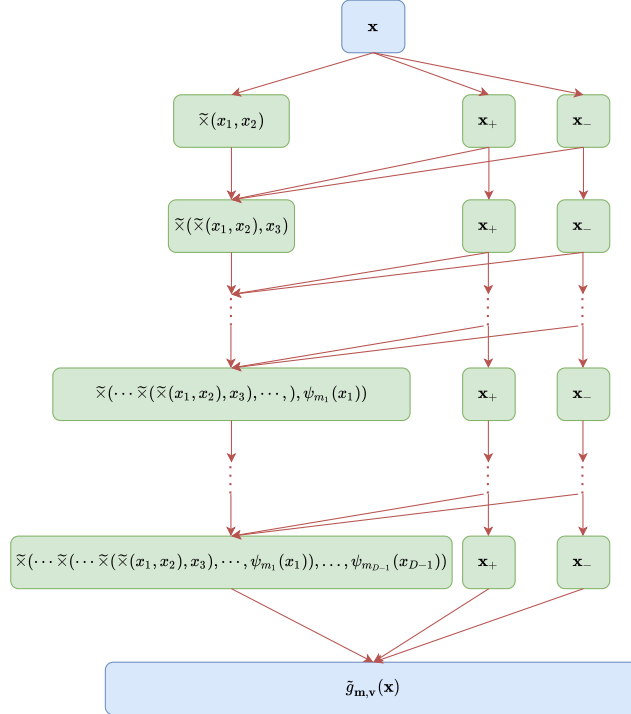 𝐱
×̃(x₁, x₂) 𝐱₊ 𝐱₋
×̃(×̃(x₁, x₂), x₃) 𝐱₊ 𝐱₋
×̃(⋯ ×̃(×̃(x₁, x₂), x₃), ⋯ , ), ψ_{m₁}(x₁)) 𝐱₊ 𝐱₋
×̃(⋯ ×̃(⋯ ×̃(×̃(x₁, x₂), x₃), ⋯ , ψ_{m₁}(x₁)), … , ψ_{m_{D−1}}(x_{D−1})) 𝐱₊ 𝐱₋
g̃_{𝐦,𝐯}(𝐱)